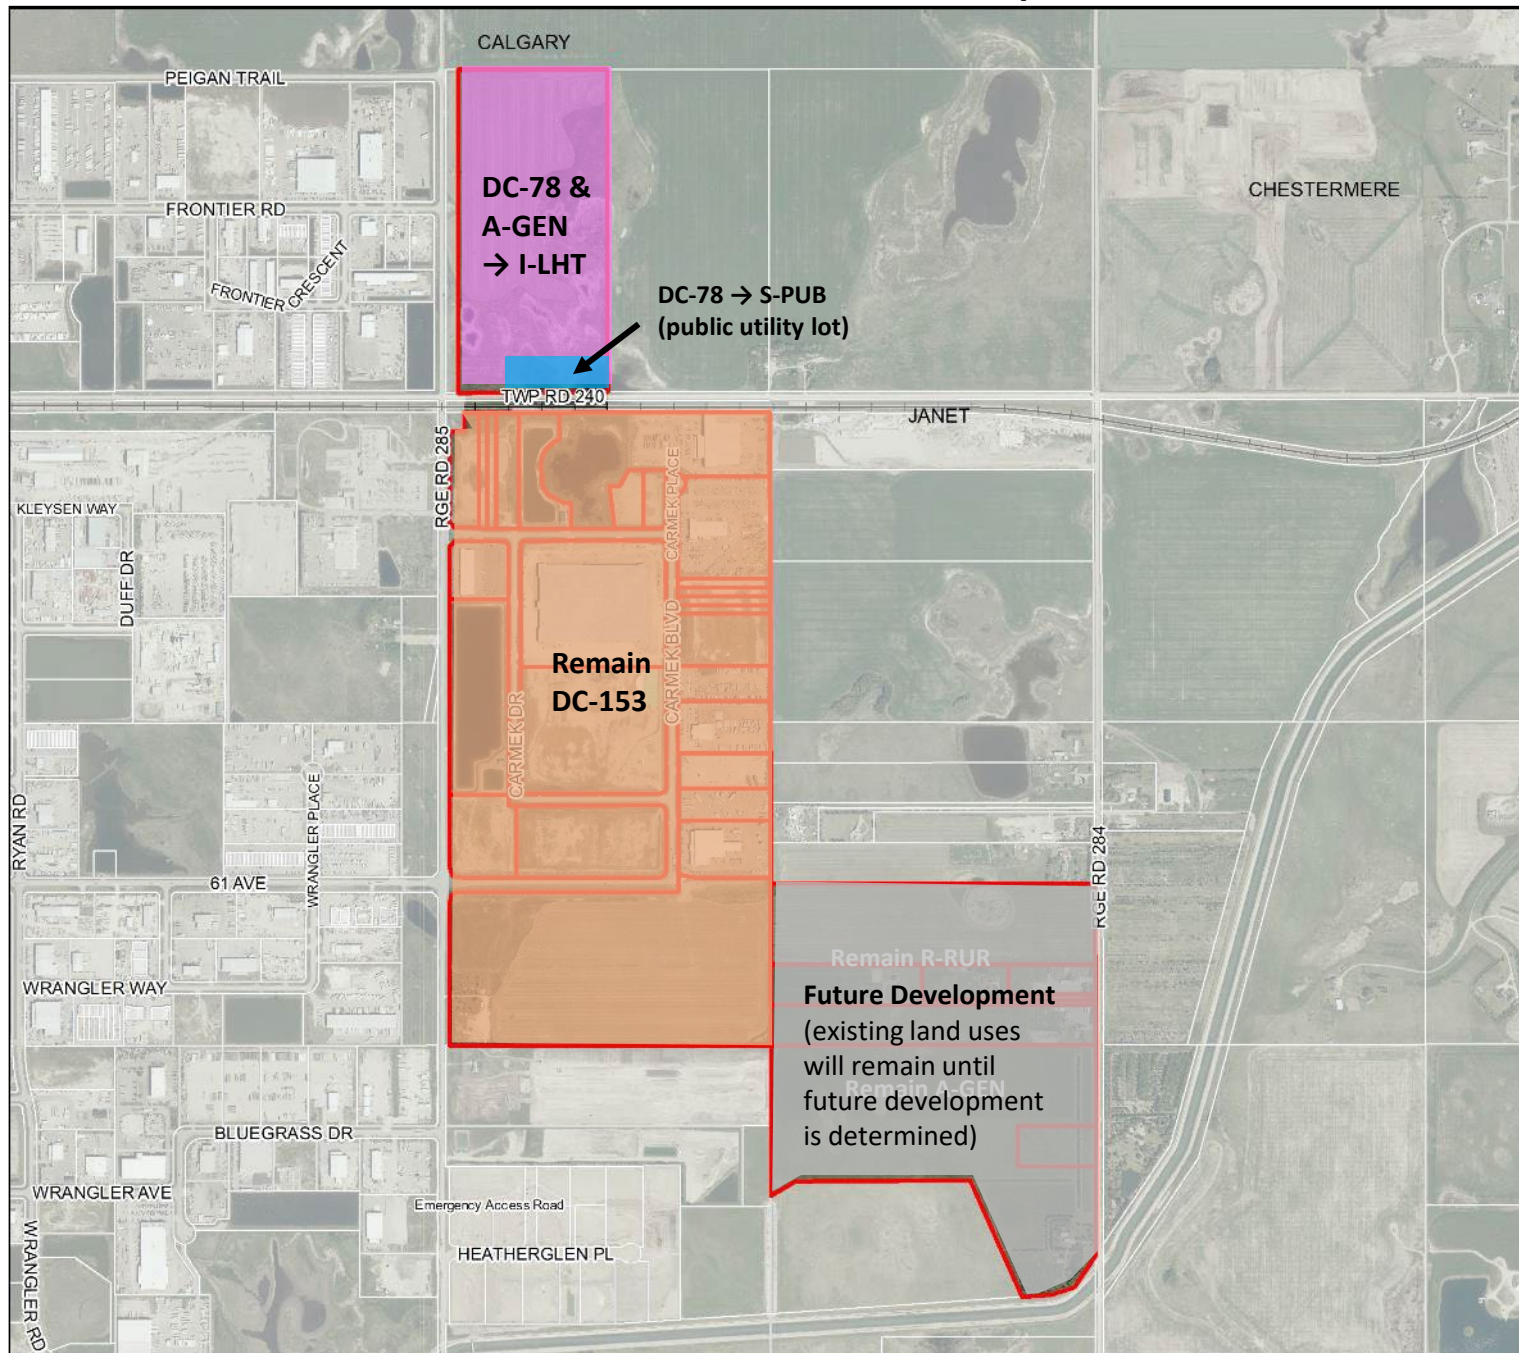 CALGARY
PEIGAN TRAIL
DC-78 &
A-GEN
→ I-LHT
CHESTERMERE
FRONTIER RD
FRONTIER CRESCENT
DC-78 → S-PUB
(public utility lot)
TWP RD 240
JANET
RGE RD 285
CARMEK PLACE
KLEYSEN WAY
DUFF DR
Remain
DC-153
CARMEK BLVD
CARMEK DR
RYAN RD
WRANGLER PLACE
61 AVE
RGE RD 284
Remain R-RUR
WRANGLER WAY
Future Development
(existing land uses
will remain until
Remain A-GEN
future development
is determined)
BLUEGRASS DR
WRANGLER AVE
Emergency Access Road
WRANGLER RD
HEATHERGLEN PL